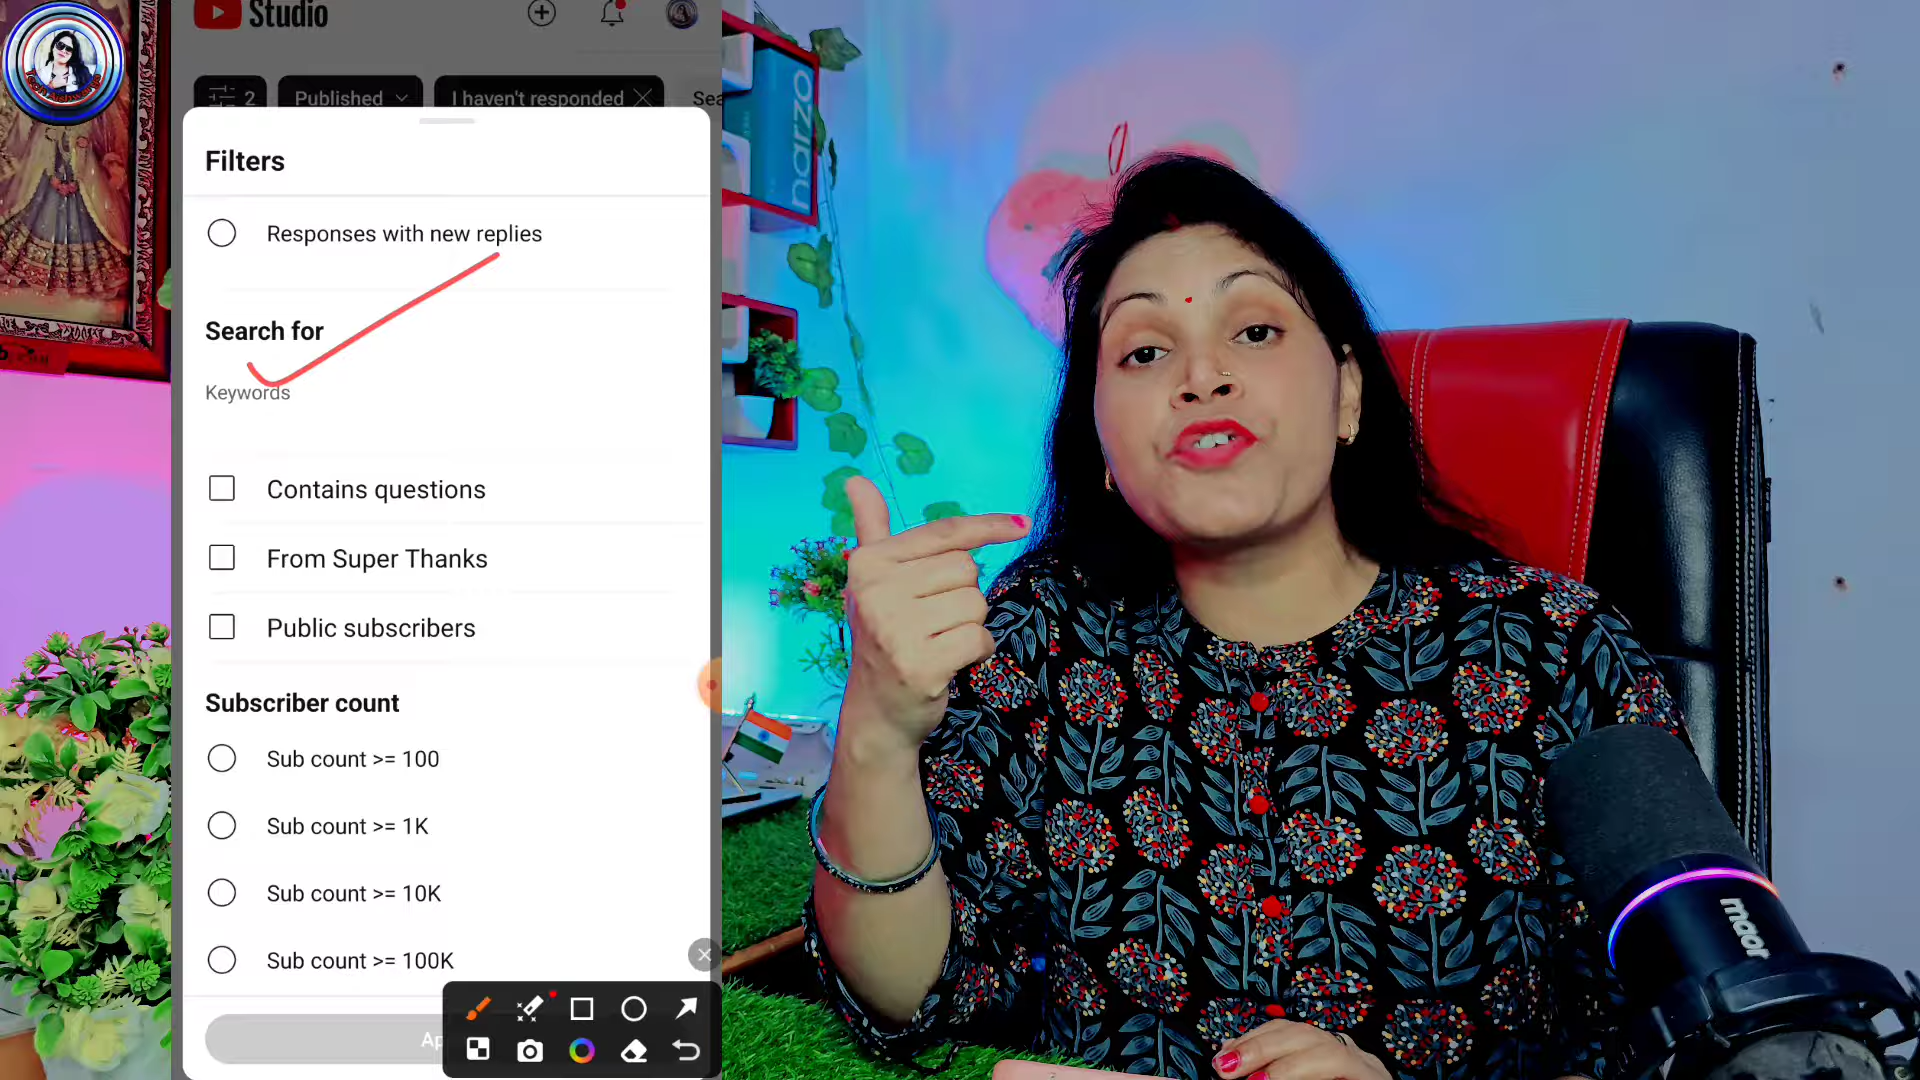 Studio
2
Published
I haven't responded
Sea
narzo
Filters
Responses with new replies
Search for
Keywords
Contains questions
From Super Thanks
Public subscribers
Subscriber count
Sub count >= 100
Sub count >= 1K
Sub count >= 10K
Sub count >= 100K
Ap
maono